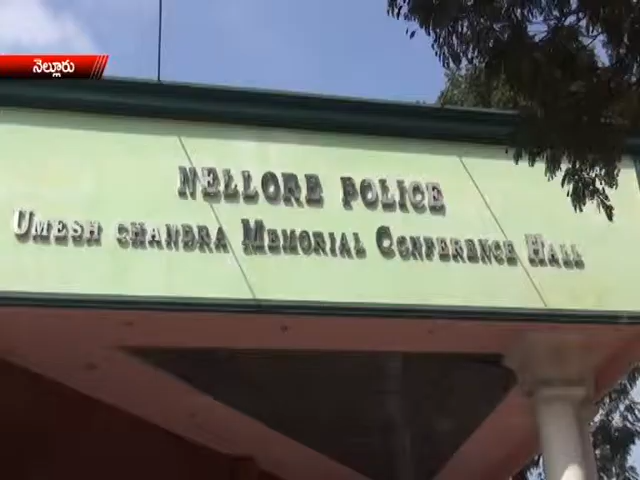 నెల్లూరు
NELLORE POLICE
UMESH CHANDRA MEMORIAL CONFERENCE HALL